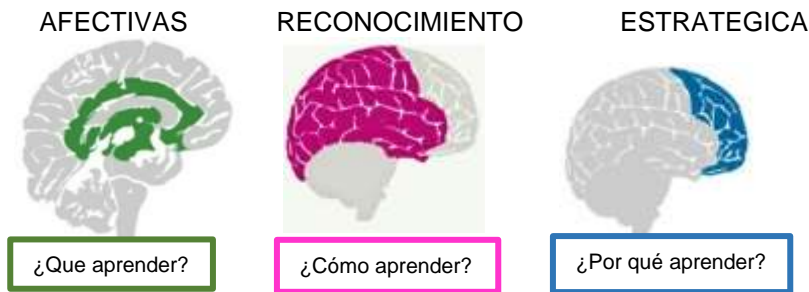 AFECTIVAS RECONOCIMIENTO ESTRATEGICA
¿Que aprender? ¿Cómo aprender? ¿Por qué aprender?